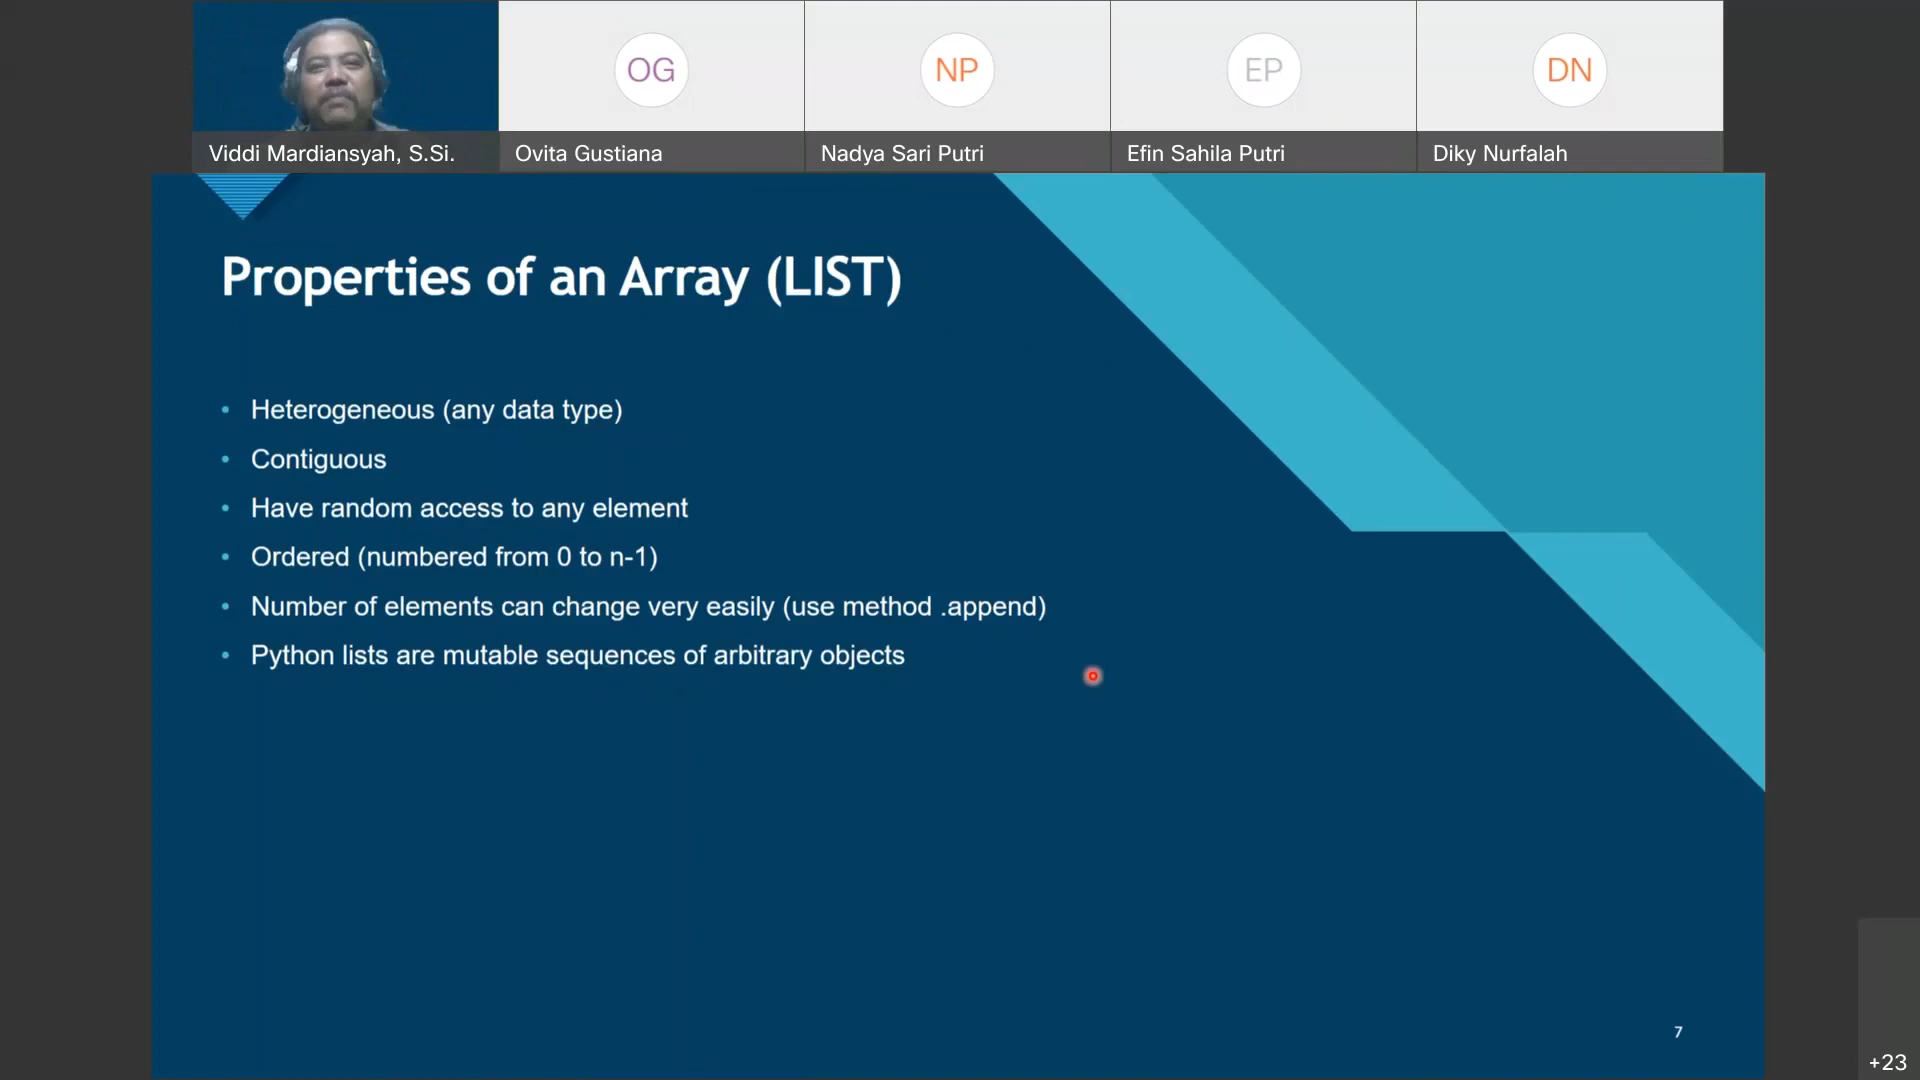 OG
NP
EP
DN
Viddi Mardiansyah, S.Si.
Ovita Gustiana
Nadya Sari Putri
Efin Sahila Putri
Diky Nurfalah
Properties of an Array (LIST)
• Heterogeneous (any data type)
• Contiguous
• Have random access to any element
• Ordered (numbered from 0 to n-1)
• Number of elements can change very easily (use method .append)
• Python lists are mutable sequences of arbitrary objects
7
+23